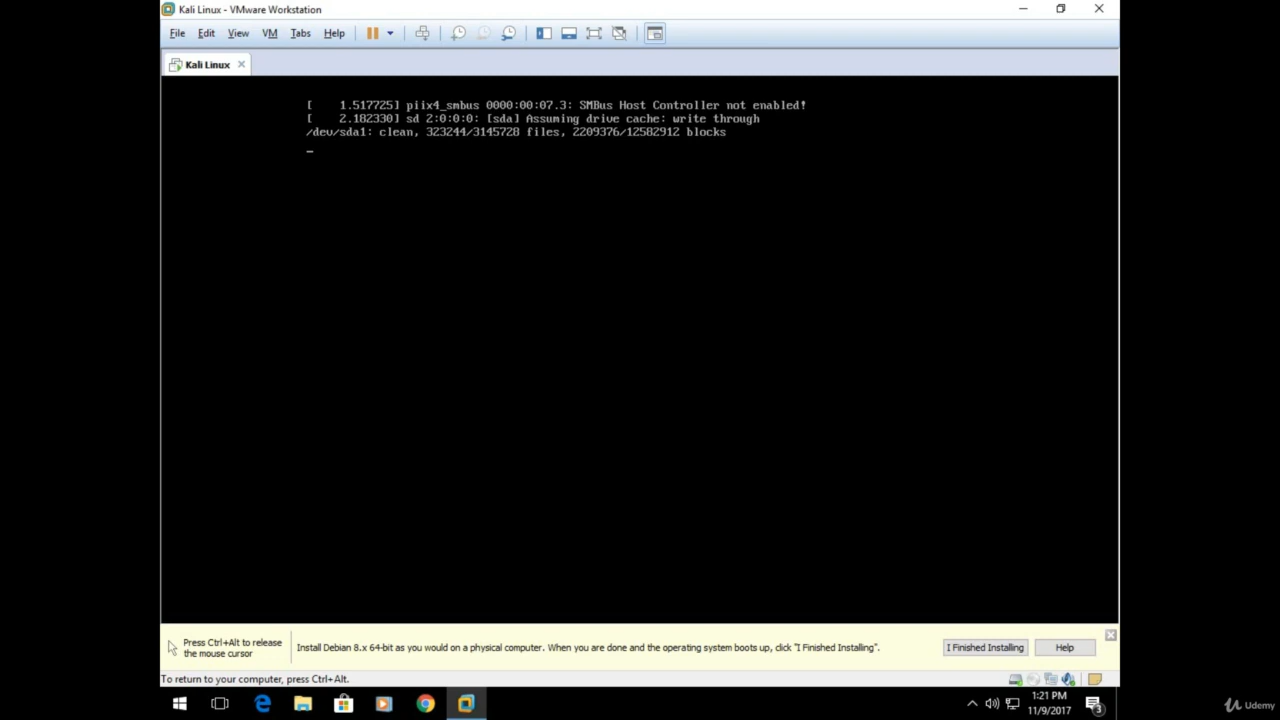 Kali Linux - VMware Workstation
File Edit View VM Tabs Help
Kali Linux
[    1.517725] piix4_smbus 0000:00:07.3: SMBus Host Controller not enabled!
[    2.182330] sd 2:0:0:0: [sda] Assuming drive cache: write through
/dev/sda1: clean, 323244/3145728 files, 2209376/12582912 blocks
_
Press Ctrl+Alt to release
the mouse cursor
Install Debian 8.x 64-bit as you would on a physical computer. When you are done and the operating system boots up, click "I Finished Installing".
I Finished Installing
Help
To return to your computer, press Ctrl+Alt.
1:21 PM
11/9/2017
3
Udemy